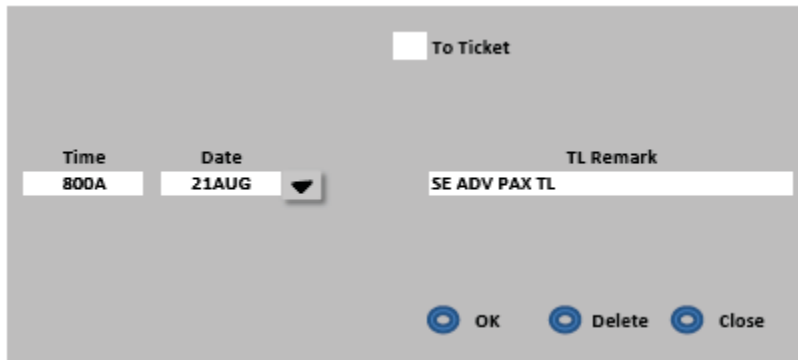 To Ticket
Time Date TL Remark
800A 21AUG SE ADV PAX TL
OK Delete Close